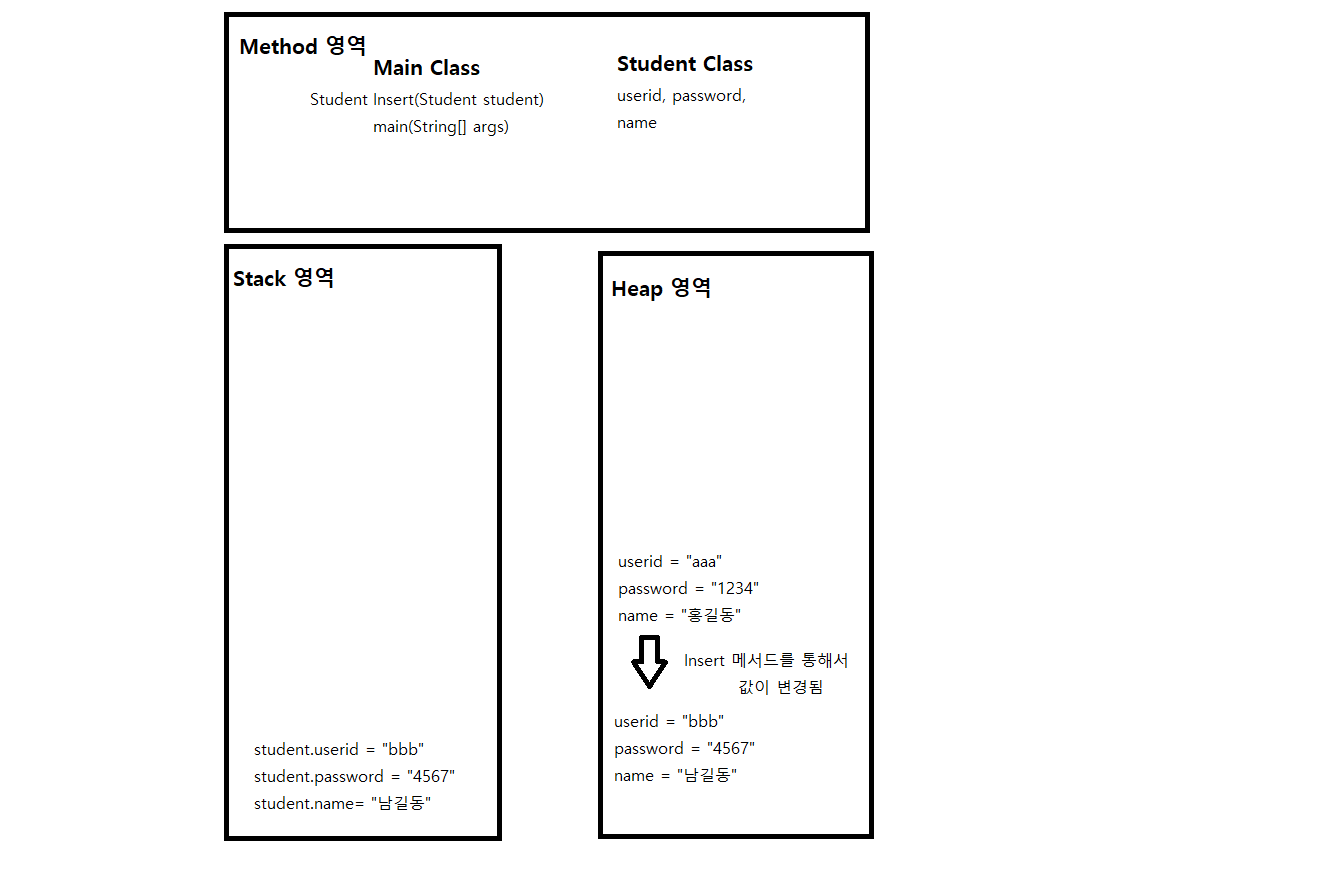 Method 영역
Main Class
Student Insert(Student student)
main(String[] args)
Student Class
userid, password,
name
Stack 영역
student.userid = "bbb"
student.password = "4567"
student.name= "남길동"
Heap 영역
userid = "aaa"
password = "1234"
name = "홍길동"
Insert 메서드를 통해서
값이 변경됨
userid = "bbb"
password = "4567"
name = "남길동"